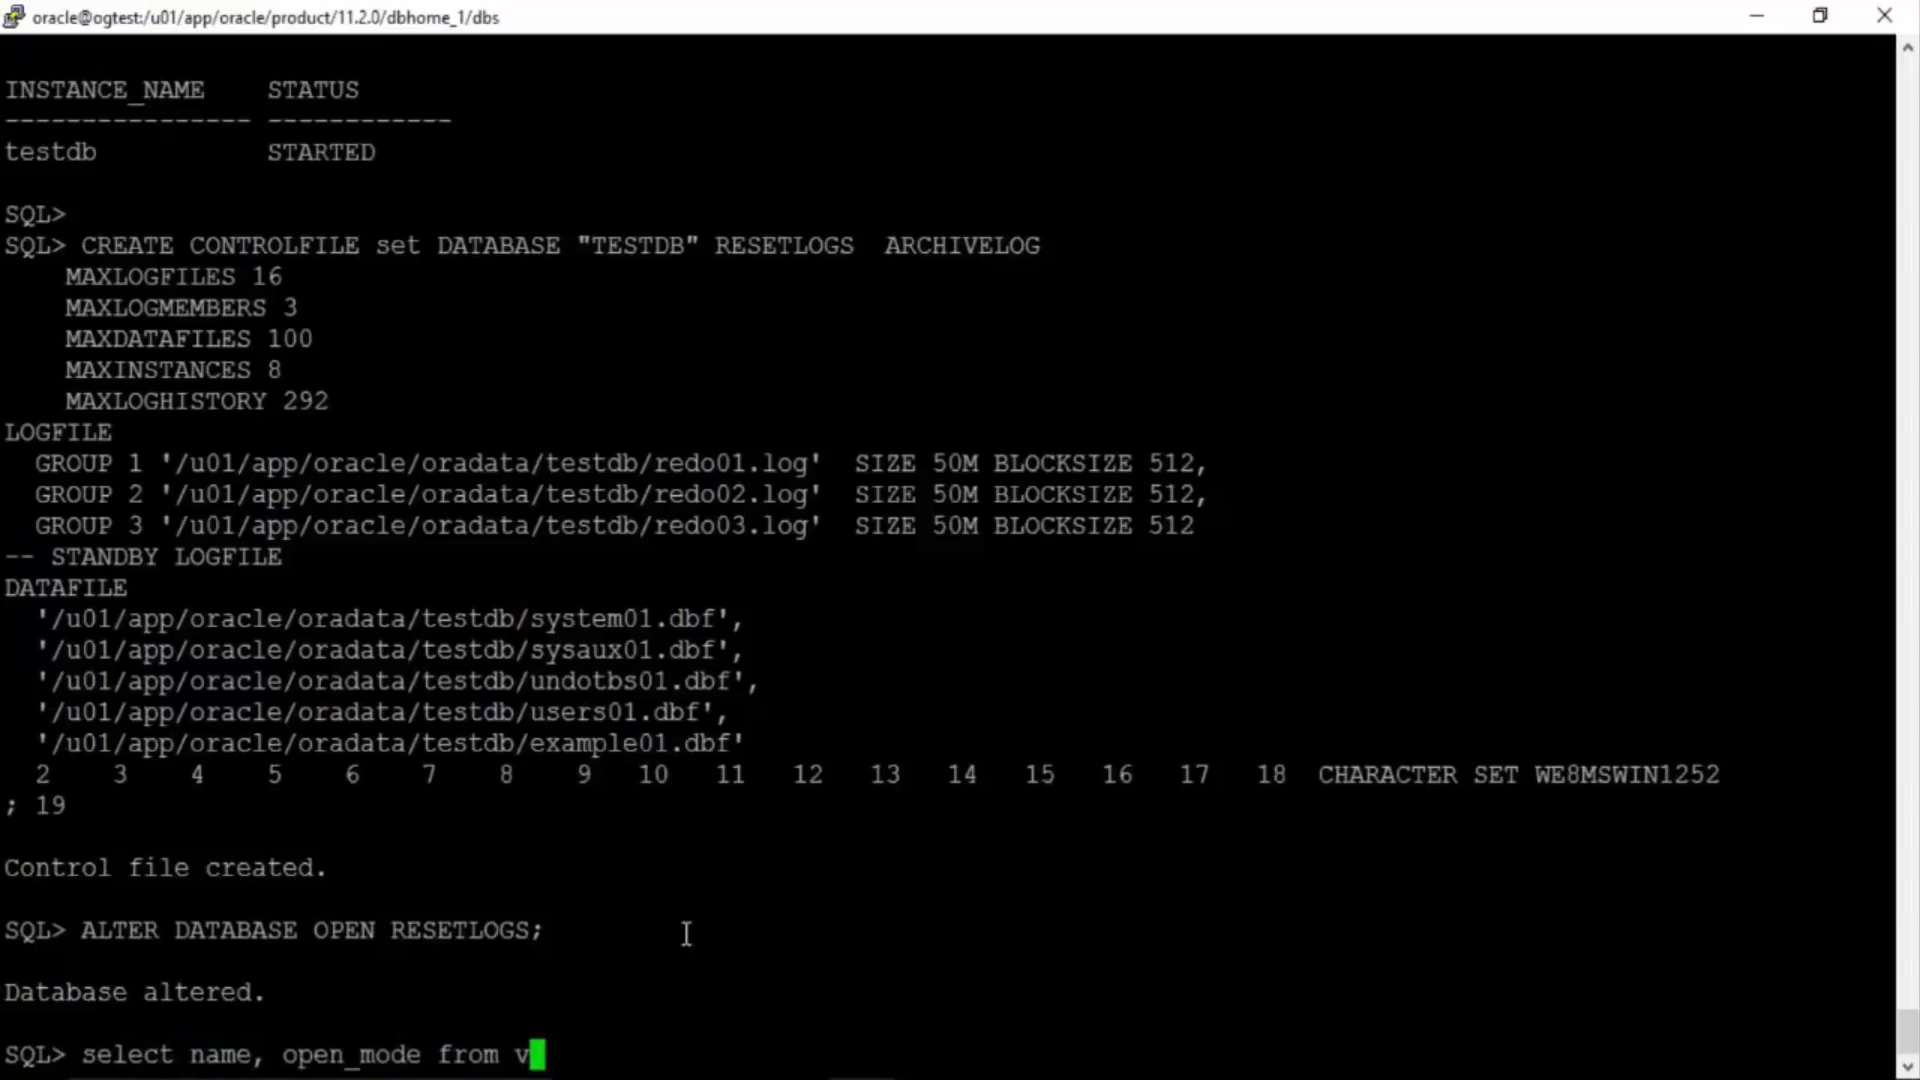 oracle@ogtest:/u01/app/oracle/product/11.2.0/dbhome_1/dbs
INSTANCE_NAME    STATUS
---------------- ------------
testdb           STARTED
SQL>
SQL> CREATE CONTROLFILE set DATABASE "TESTDB" RESETLOGS  ARCHIVELOG
    MAXLOGFILES 16
    MAXLOGMEMBERS 3
    MAXDATAFILES 100
    MAXINSTANCES 8
    MAXLOGHISTORY 292
LOGFILE
  GROUP 1 '/u01/app/oracle/oradata/testdb/redo01.log'  SIZE 50M BLOCKSIZE 512,
  GROUP 2 '/u01/app/oracle/oradata/testdb/redo02.log'  SIZE 50M BLOCKSIZE 512,
  GROUP 3 '/u01/app/oracle/oradata/testdb/redo03.log'  SIZE 50M BLOCKSIZE 512
-- STANDBY LOGFILE
DATAFILE
  '/u01/app/oracle/oradata/testdb/system01.dbf',
  '/u01/app/oracle/oradata/testdb/sysaux01.dbf',
  '/u01/app/oracle/oradata/testdb/undotbs01.dbf',
  '/u01/app/oracle/oradata/testdb/users01.dbf',
  '/u01/app/oracle/oradata/testdb/example01.dbf'
  2    3    4    5    6    7    8    9   10   11   12   13   14   15   16   17   18  CHARACTER SET WE8MSWIN1252
; 19
Control file created.
SQL> ALTER DATABASE OPEN RESETLOGS;
Database altered.
SQL> select name, open_mode from v